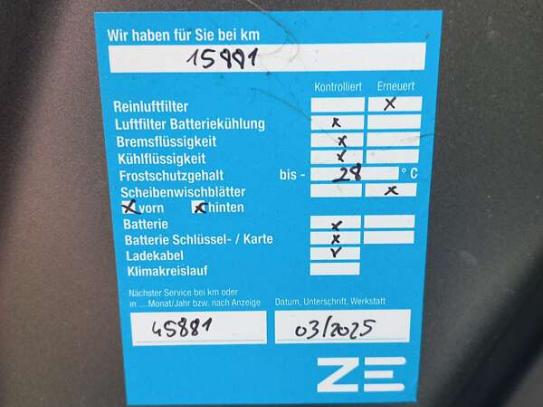 Wir haben für Sie bei km
15881
Kontrolliert Erneuert
Reinluftfilter x
Luftfilter Batteriekühlung x
Bremsflüssigkeit x
Kühlflüssigkeit x
Frostschutzgehalt bis - 28 °C
Scheibenwischblätter x
x vorn x hinten
Batterie x
Batterie Schlüssel- / Karte x
Ladekabel v
Klimakreislauf
Nächster Service bei km oder
in ....Monat/Jahr bzw. nach Anzeige
Datum, Unterschrift, Werkstatt
45881
03/2025
ZE